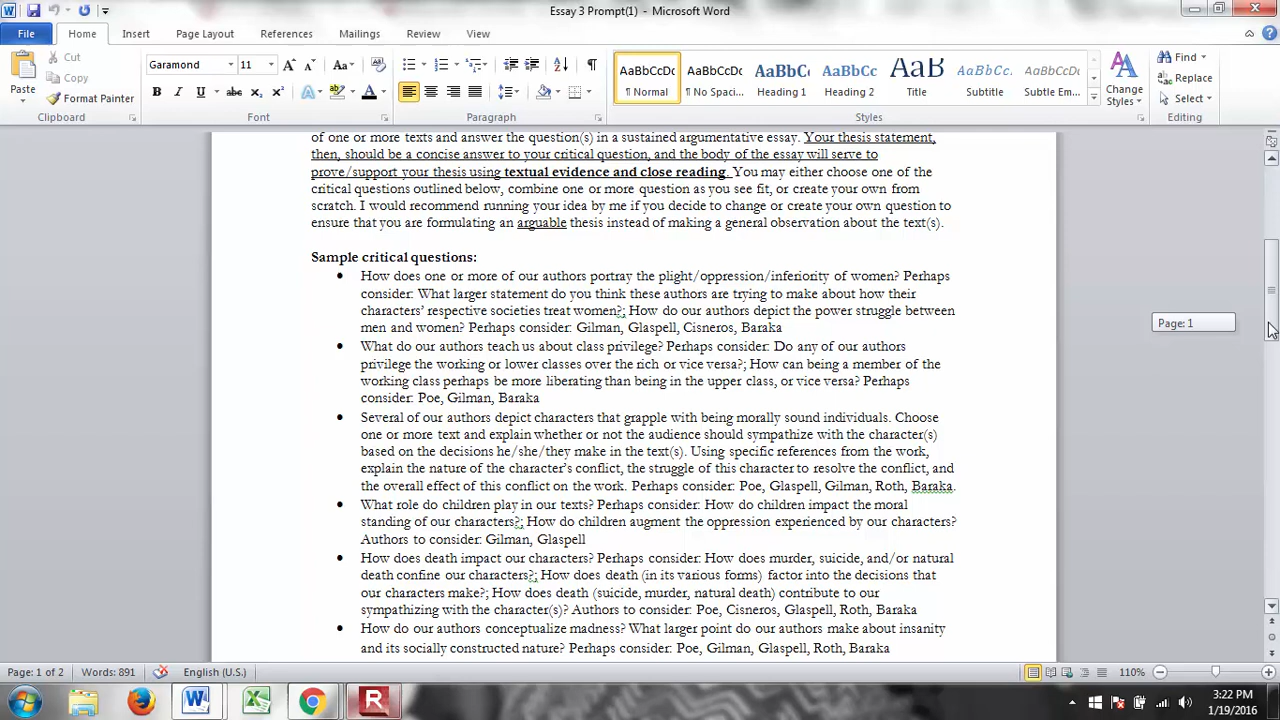 Essay 3 Prompt(1) - Microsoft Word
File Home Insert Page Layout References Mailings Review View
Paste Cut Copy Format Painter
Garamond 11
AaBbCcDc AaBbCcDc AaBbCc AaBbCc AaB AaBbCcL AaBbCcDc
¶ Normal ¶ No Spaci... Heading 1 Heading 2 Title Subtitle Subtle Em...
Change Styles
Find Replace Select
Clipboard Font Paragraph Styles Editing
of one or more texts and answer the question(s) in a sustained argumentative essay. Your thesis statement,
then, should be a concise answer to your critical question, and the body of the essay will serve to
prove/support your thesis using textual evidence and close reading. You may either choose one of the
critical questions outlined below, combine one or more question as you see fit, or create your own from
scratch. I would recommend running your idea by me if you decide to change or create your own question to
ensure that you are formulating an arguable thesis instead of making a general observation about the text(s).
Sample critical questions:
• How does one or more of our authors portray the plight/oppression/inferiority of women? Perhaps
consider: What larger statement do you think these authors are trying to make about how their
characters' respective societies treat women?; How do our authors depict the power struggle between
men and women? Perhaps consider: Gilman, Glaspell, Cisneros, Baraka
• What do our authors teach us about class privilege? Perhaps consider: Do any of our authors
privilege the working or lower classes over the rich or vice versa?; How can being a member of the
working class perhaps be more liberating than being in the upper class, or vice versa? Perhaps
consider: Poe, Gilman, Baraka
• Several of our authors depict characters that grapple with being morally sound individuals. Choose
one or more text and explain whether or not the audience should sympathize with the character(s)
based on the decisions he/she/they make in the text(s). Using specific references from the work,
explain the nature of the character's conflict, the struggle of this character to resolve the conflict, and
the overall effect of this conflict on the work. Perhaps consider: Poe, Glaspell, Gilman, Roth, Baraka.
• What role do children play in our texts? Perhaps consider: How do children impact the moral
standing of our characters?; How do children augment the oppression experienced by our characters?
Authors to consider: Gilman, Glaspell
• How does death impact our characters? Perhaps consider: How does murder, suicide, and/or natural
death confine our characters?; How does death (in its various forms) factor into the decisions that
our characters make?; How does death (suicide, murder, natural death) contribute to our
sympathizing with the character(s)? Authors to consider: Poe, Cisneros, Glaspell, Roth, Baraka
• How do our authors conceptualize madness? What larger point do our authors make about insanity
and its socially constructed nature? Perhaps consider: Poe, Gilman, Glaspell, Roth, Baraka
Page: 1
Page: 1 of 2 Words: 891 English (U.S.) 110%
3:22 PM
1/19/2016